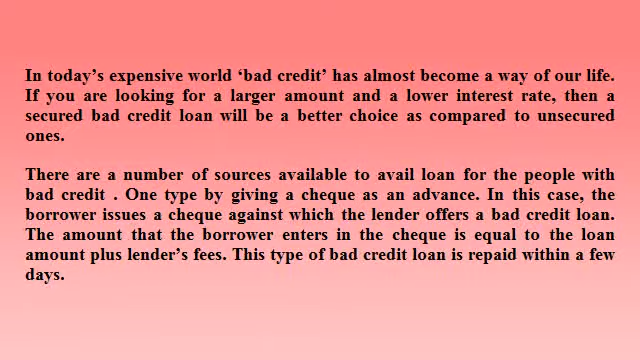 In today’s expensive world ‘bad credit’ has almost become a way of our life.
If you are looking for a larger amount and a lower interest rate, then a
secured bad credit loan will be a better choice as compared to unsecured
ones.
There are a number of sources available to avail loan for the people with
bad credit . One type by giving a cheque as an advance. In this case, the
borrower issues a cheque against which the lender offers a bad credit loan.
The amount that the borrower enters in the cheque is equal to the loan
amount plus lender’s fees. This type of bad credit loan is repaid within a few
days.